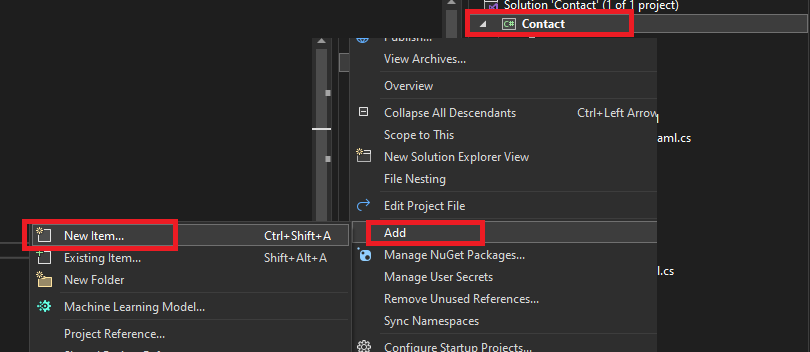 Solution 'Contact' (1 of 1 project)
C# Contact
Publish...
View Archives...
Overview
Collapse All Descendants Ctrl+Left Arrow
Scope to This
New Solution Explorer View
File Nesting
Edit Project File
Add
Manage NuGet Packages...
Manage User Secrets
Remove Unused References...
Sync Namespaces
Configure Startup Projects...
New Item... Ctrl+Shift+A
Existing Item... Shift+Alt+A
New Folder
Machine Learning Model...
Project Reference...
aml.cs
l.cs